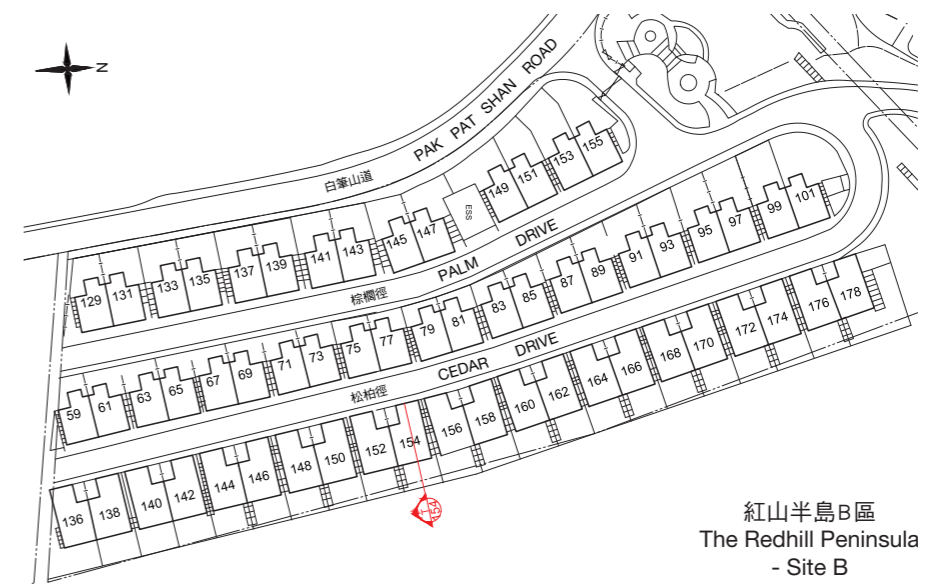 N
PAK PAT SHAN ROAD
白筆山道
153 155
149 151
ESS
145 147
141 143
137 139
133 135
129 131
PALM DRIVE
棕櫚徑
99 101
95 97
91 93
87 89
83 85
79 81
75 77
71 73
67 69
63 65
59 61
CEDAR DRIVE
松柏徑
176 178
172 174
168 170
164 166
160 162
156 158
152 154
148 150
144 146
140 142
136 138
154
紅山半島B區
The Redhill Peninsula
- Site B